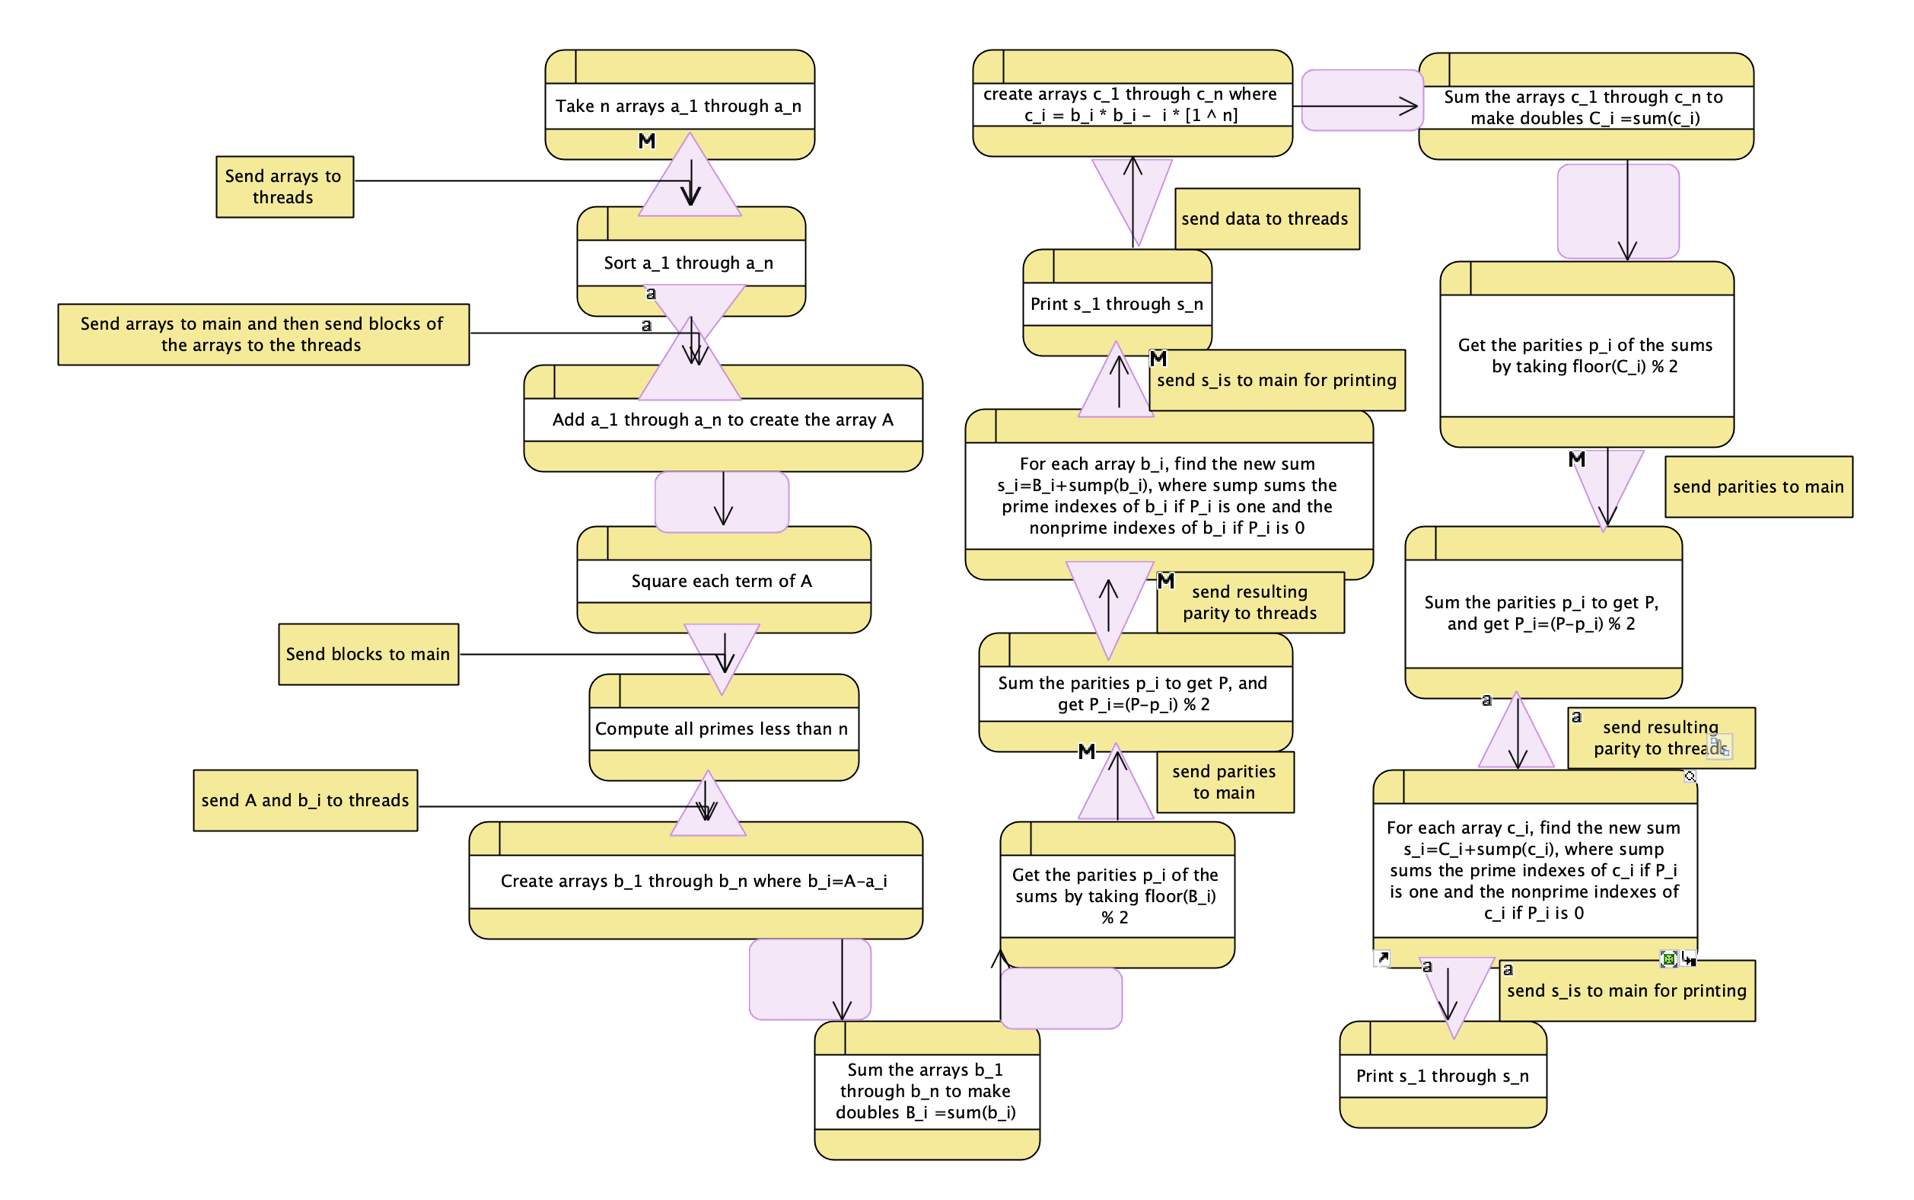 Take n arrays a_1 through a_n
M
Send arrays to
threads
Sort a_1 through a_n
a
a
Send arrays to main and then send blocks of
the arrays to the threads
Add a_1 through a_n to create the array A
Square each term of A
Send blocks to main
Compute all primes less than n
send A and b_i to threads
Create arrays b_1 through b_n where b_i=A-a_i
Sum the arrays b_1
through b_n to make
doubles B_i =sum(b_i)
Get the parities p_i of the
sums by taking floor(B_i)
% 2
M
send parities
to main
Sum the parities p_i to get P, and
get P_i=(P-p_i) % 2
M
send resulting
parity to threads
For each array b_i, find the new sum
s_i=B_i+sump(b_i), where sump sums the
prime indexes of b_i if P_i is one and the
nonprime indexes of b_i if P_i is 0
M
send s_is to main for printing
Print s_1 through s_n
send data to threads
create arrays c_1 through c_n where
c_i = b_i * b_i - i * [1 ^ n]
Sum the arrays c_1 through c_n to
make doubles C_i =sum(c_i)
Get the parities p_i of the sums
by taking floor(C_i) % 2
M
send parities to main
Sum the parities p_i to get P,
and get P_i=(P-p_i) % 2
a
a
send resulting
parity to threads
For each array c_i, find the new sum
s_i=C_i+sump(c_i), where sump
sums the prime indexes of c_i if P_i
is one and the nonprime indexes of
c_i if P_i is 0
a
a
send s_is to main for printing
Print s_1 through s_n